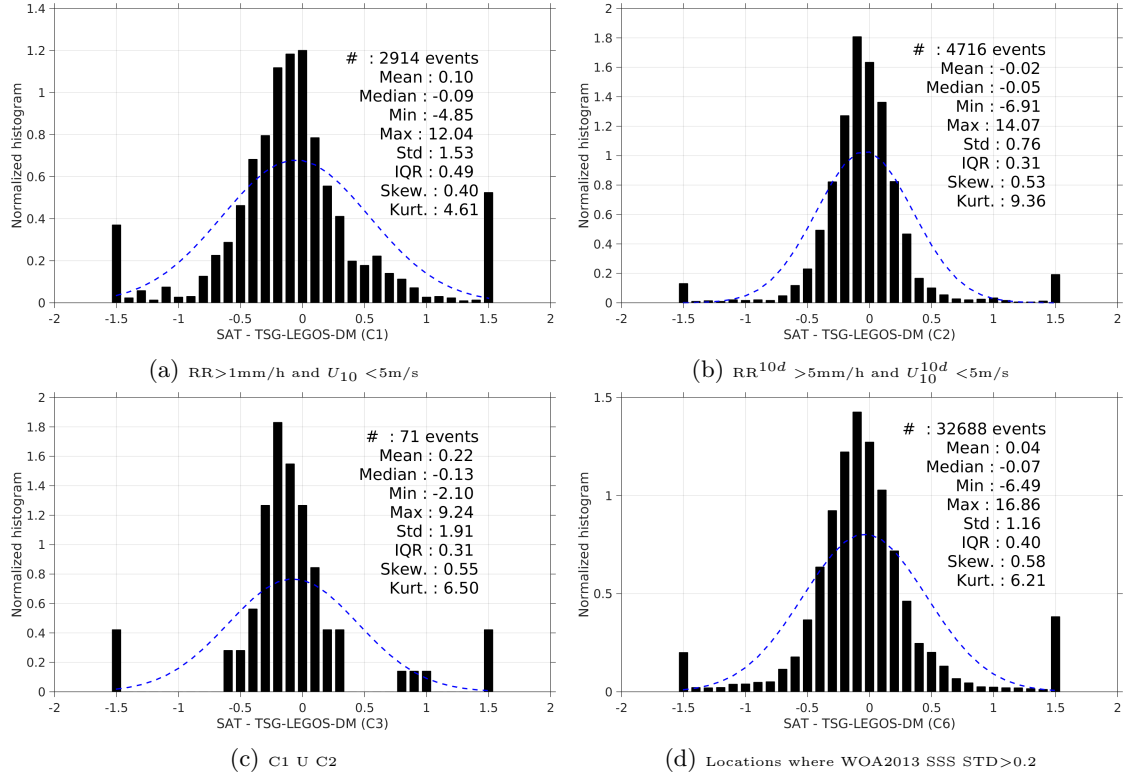 1.4
1.2
1
0.8
0.6
0.4
0.2
0
-2
-1.5
-1
-0.5
0
0.5
1
1.5
2
Normalized histogram
SAT - TSG-LEGOS-DM (C1)
# : 2914 events
Mean : 0.10
Median : -0.09
Min : -4.85
Max : 12.04
Std : 1.53
IQR : 0.49
Skew. : 0.40
Kurt. : 4.61
(a) RR>1mm/h and U10 <5m/s
2
1.8
1.6
1.4
1.2
1
0.8
0.6
0.4
0.2
0
-2
-1.5
-1
-0.5
0
0.5
1
1.5
2
Normalized histogram
SAT - TSG-LEGOS-DM (C2)
# : 4716 events
Mean : -0.02
Median : -0.05
Min : -6.91
Max : 14.07
Std : 0.76
IQR : 0.31
Skew. : 0.53
Kurt. : 9.36
(b) RR^10d >5mm/h and U10^10d <5m/s
2
1.8
1.6
1.4
1.2
1
0.8
0.6
0.4
0.2
0
-2
-1.5
-1
-0.5
0
0.5
1
1.5
2
Normalized histogram
SAT - TSG-LEGOS-DM (C3)
# : 71 events
Mean : 0.22
Median : -0.13
Min : -2.10
Max : 9.24
Std : 1.91
IQR : 0.31
Skew. : 0.55
Kurt. : 6.50
(c) C1 U C2
1.5
1
0.5
0
-2
-1.5
-1
-0.5
0
0.5
1
1.5
2
Normalized histogram
SAT - TSG-LEGOS-DM (C6)
# : 32688 events
Mean : 0.04
Median : -0.07
Min : -6.49
Max : 16.86
Std : 1.16
IQR : 0.40
Skew. : 0.58
Kurt. : 6.21
(d) Locations where WOA2013 SSS STD>0.2